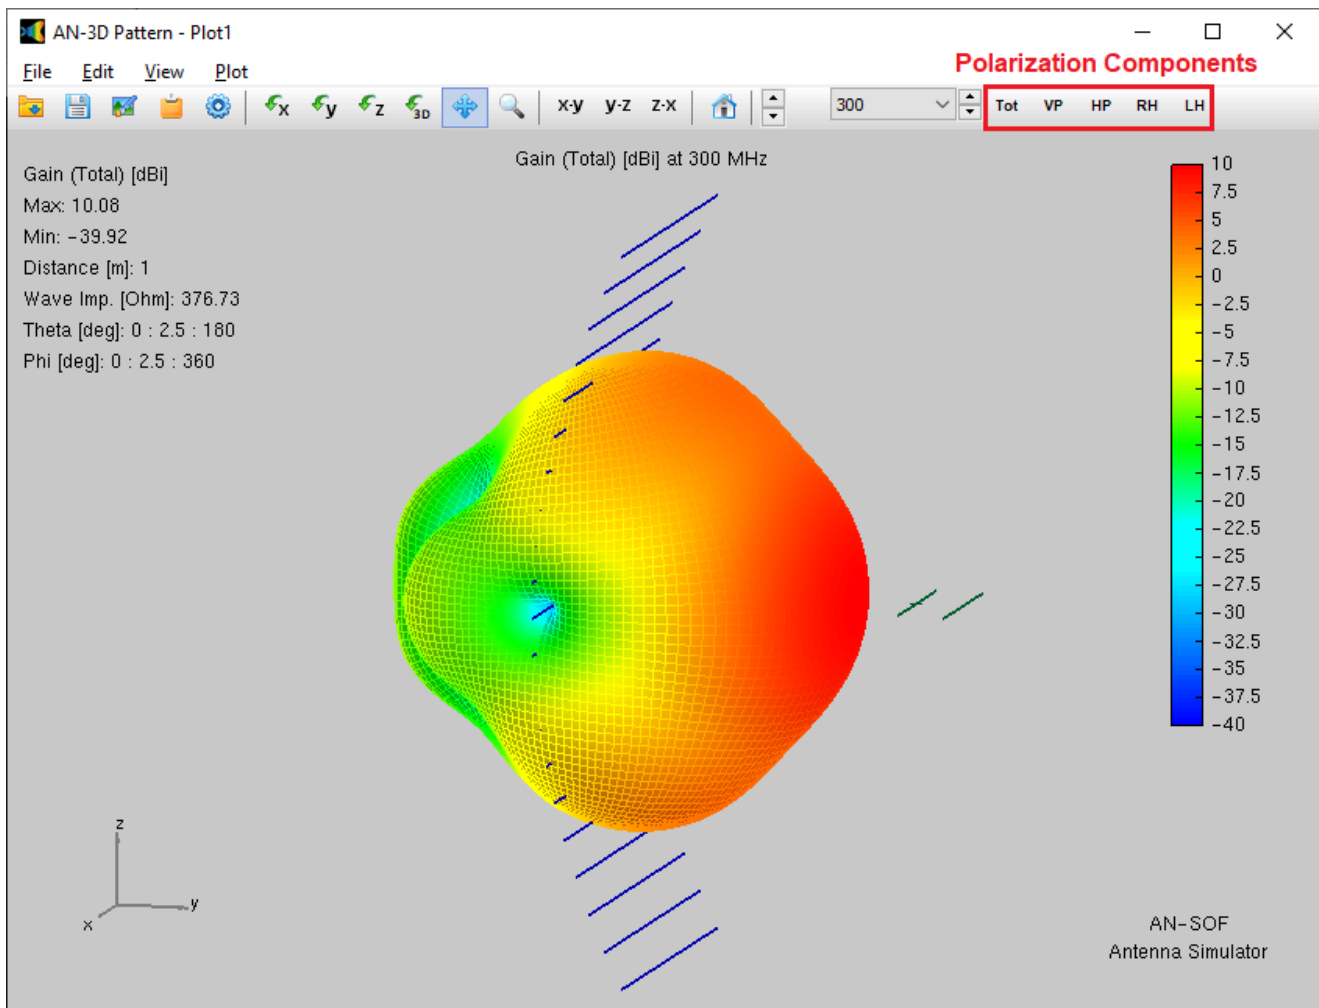 AN-3D Pattern - Plot1
File Edit View Plot
Polarization Components
x y z 3D x-y y-z z-x 300 Tot VP HP RH LH
Gain (Total) [dBi] at 300 MHz
Gain (Total) [dBi]
Max: 10.08
Min: -39.92
Distance [m]: 1
Wave Imp. [Ohm]: 376.73
Theta [deg]: 0 : 2.5 : 180
Phi [deg]: 0 : 2.5 : 360
10
7.5
5
2.5
0
-2.5
-5
-7.5
-10
-12.5
-15
-17.5
-20
-22.5
-25
-27.5
-30
-32.5
-35
-37.5
-40
z
y
x
AN-SOF
Antenna Simulator